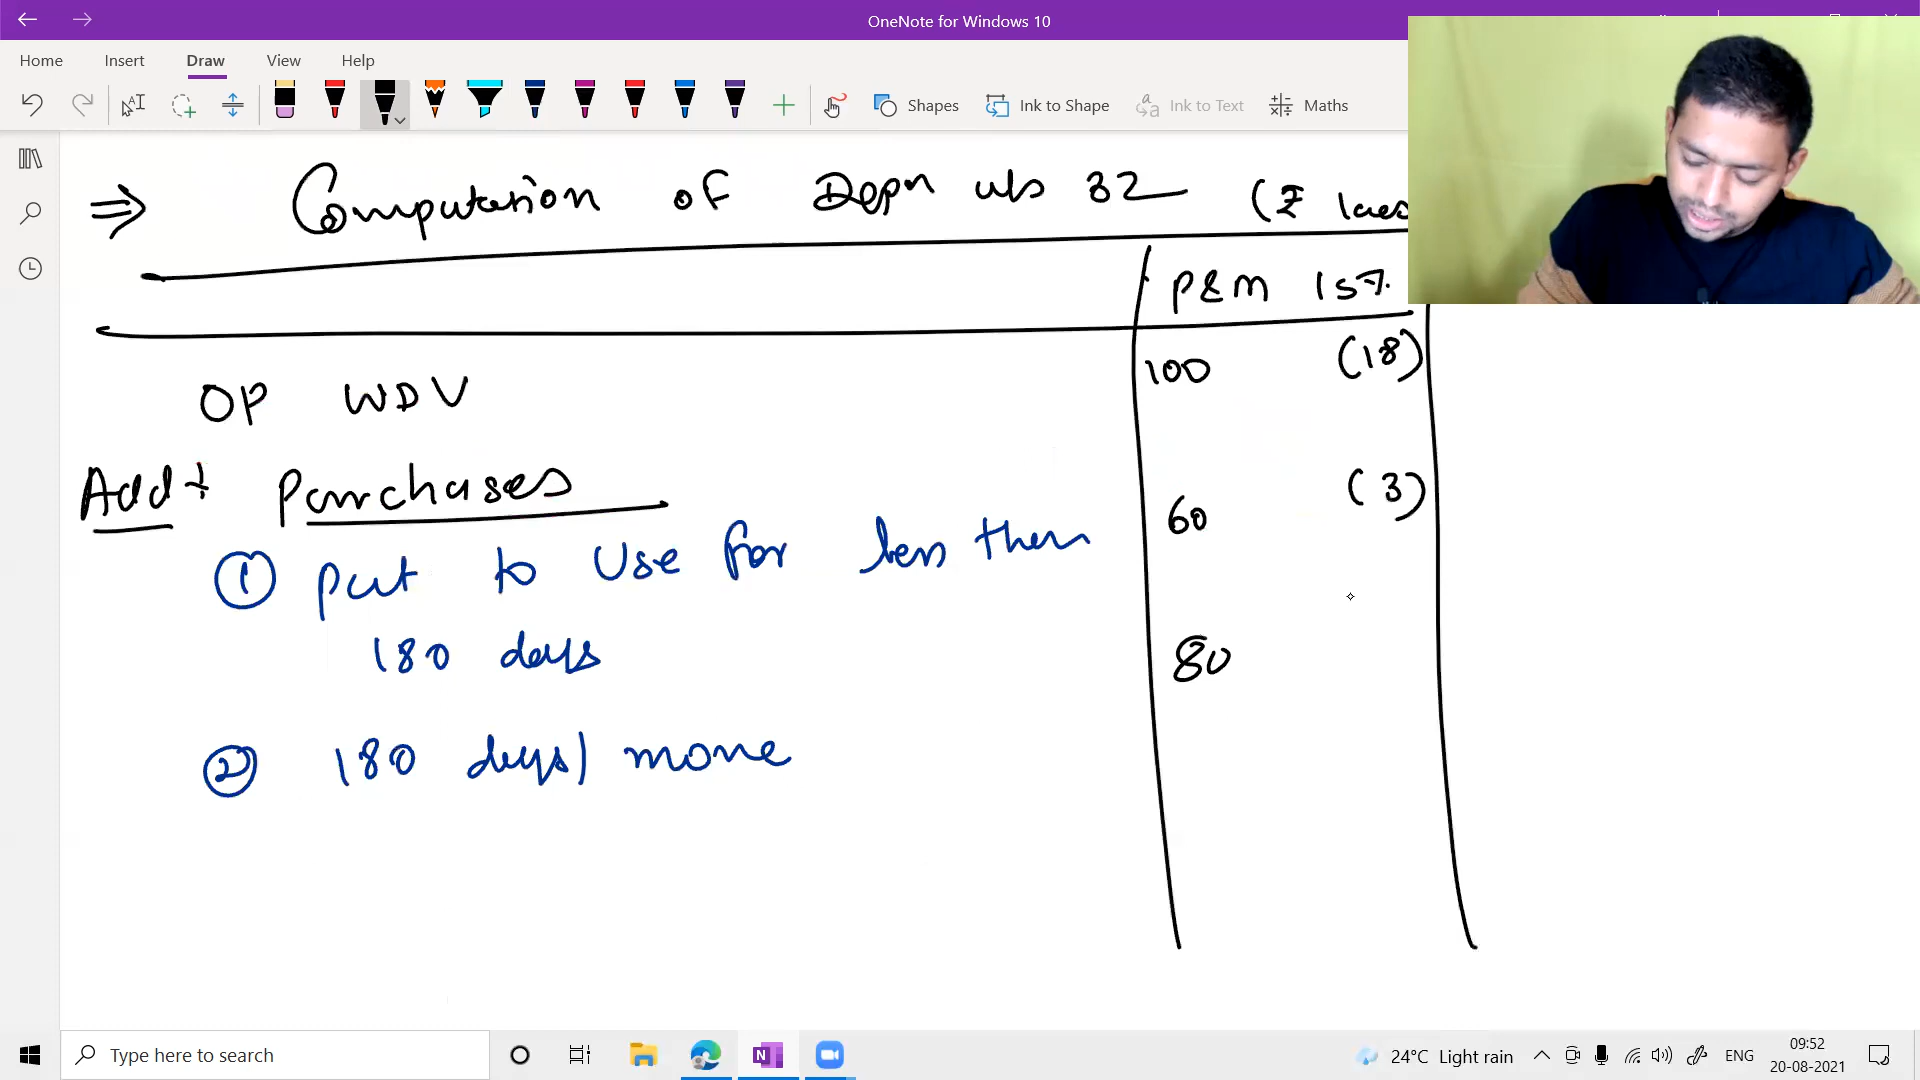 OneNote for Windows 10
Home Insert Draw View Help
Shapes Ink to Shape Ink to Text Maths
⇒ Computation of Depn u/s 32 (₹ lacs
P&M 15%
OP WDV 100 (18)
Add: Purchases
60 (3)
① put to use for less then
180 days 80
② 180 days/more
Type here to search
24°C Light rain ENG 09:52
20-08-2021